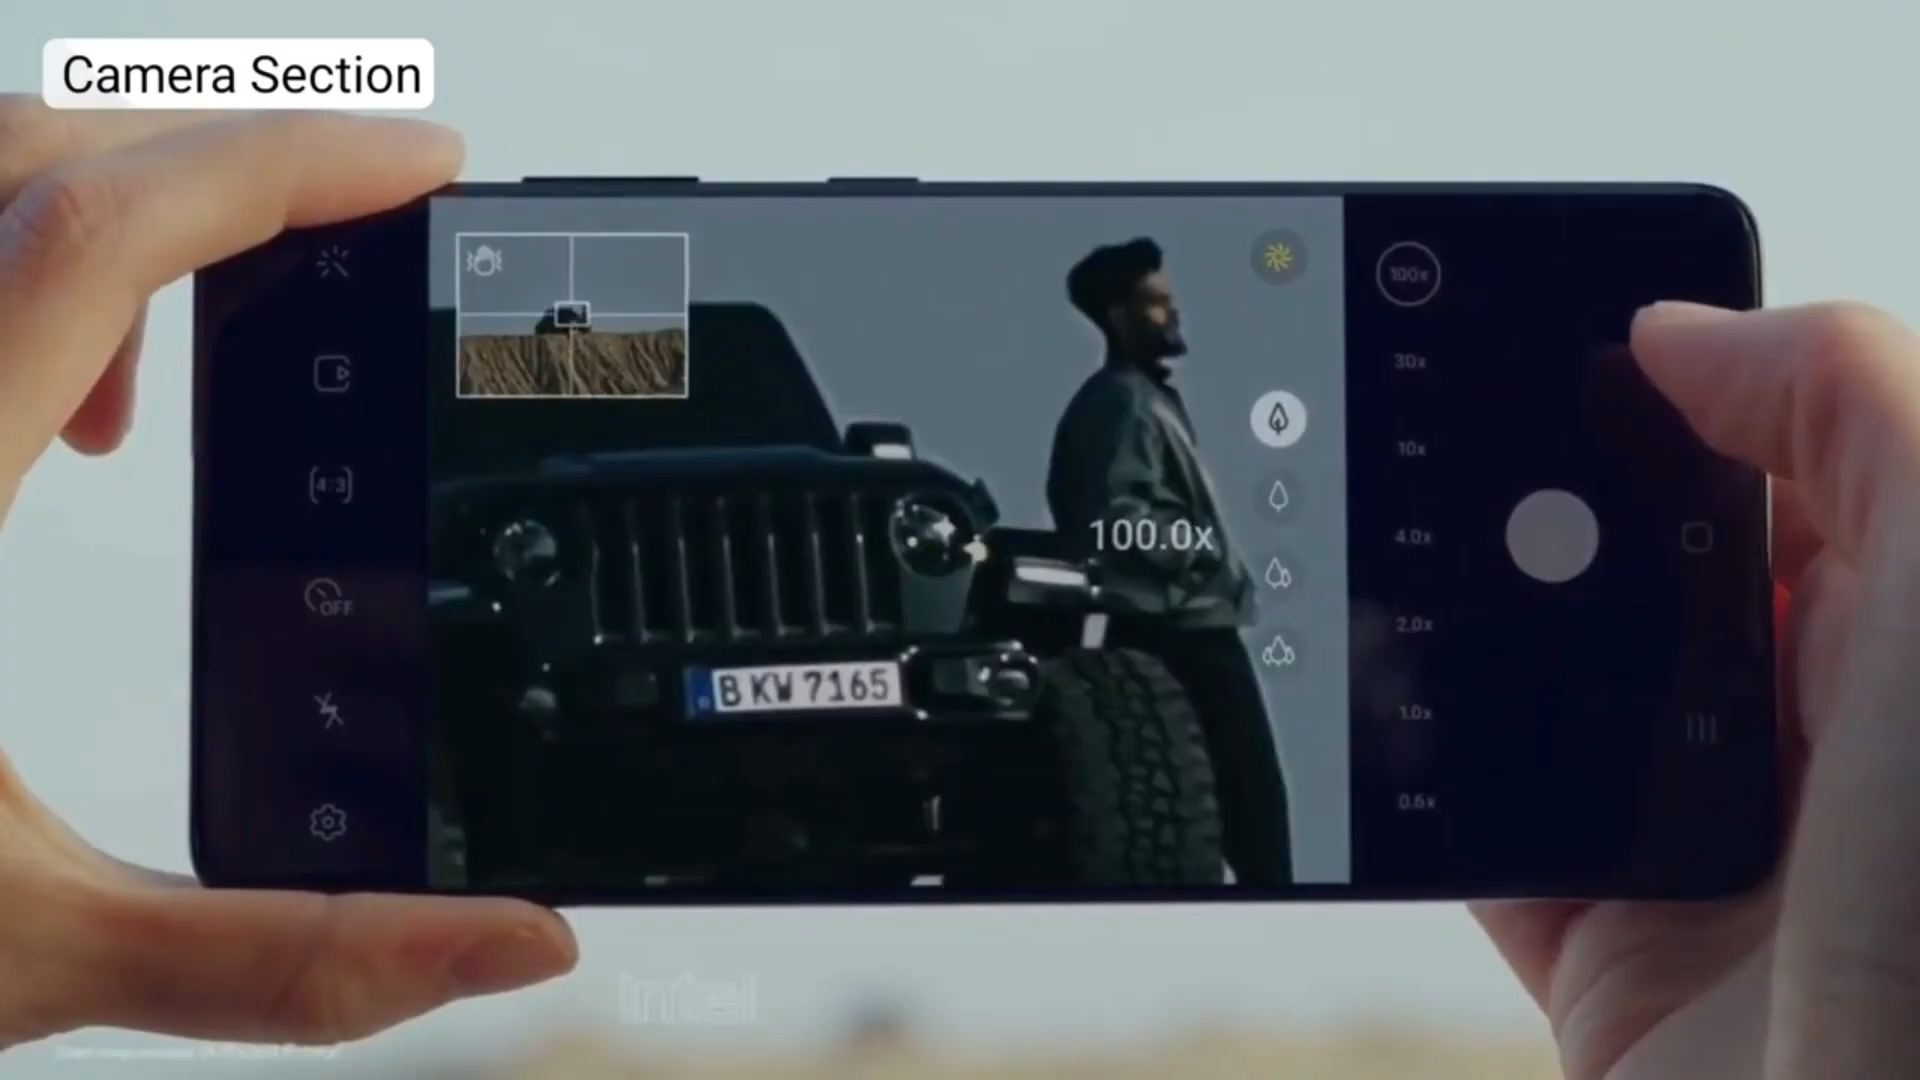 Camera Section
100x
30x
4:3
10x
100.0x
4.0x
OFF
2.0x
B KW 7165
1.0x
0.6x
intel